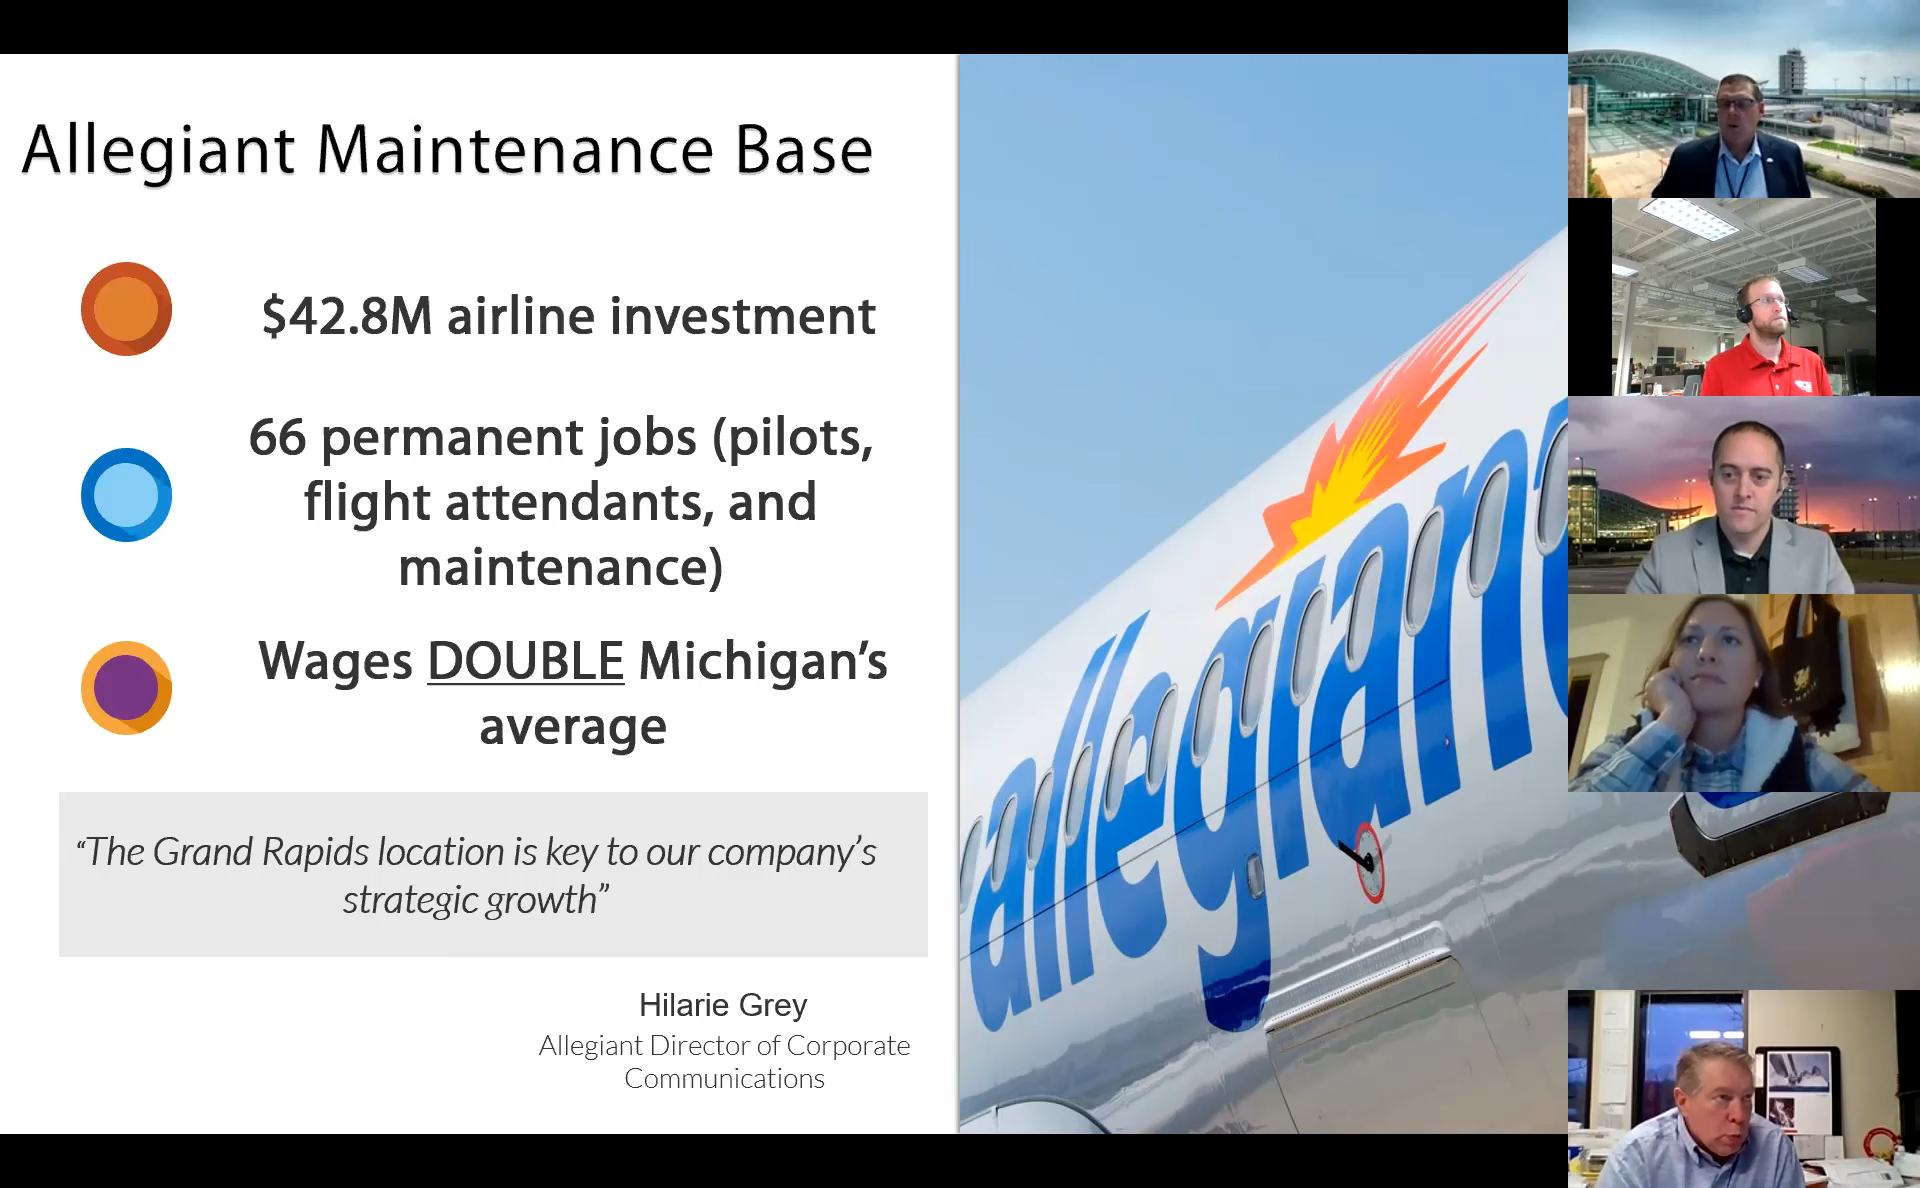 Allegiant Maintenance Base
$42.8M airline investment
66 permanent jobs (pilots,
flight attendants, and
maintenance)
Wages DOUBLE Michigan’s
average
“The Grand Rapids location is key to our company’s
strategic growth”
Hilarie Grey
Allegiant Director of Corporate
Communications
allegiant